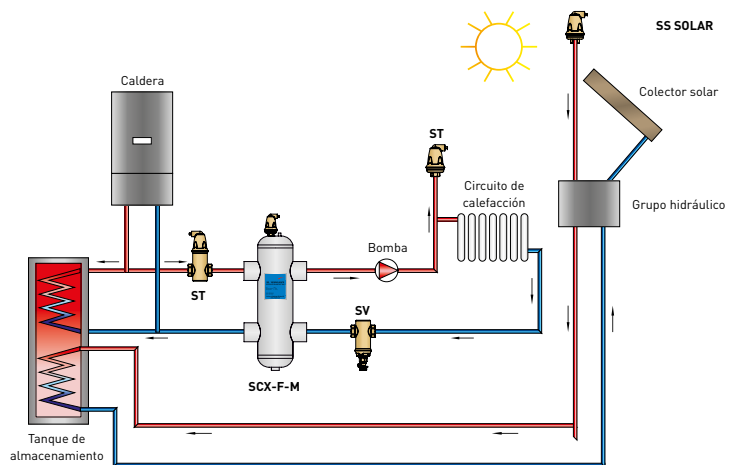 SS SOLAR
Caldera
Colector solar
ST
Circuito de
calefacción
Grupo hidráulico
Bomba
ST
SV
SCX-F-M
Tanque de
almacenamiento